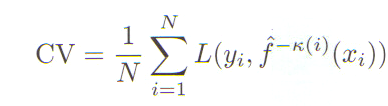 CV = \frac{1}{N} \sum_{i=1}^{N} L(y_i, \hat{f}^{-\kappa(i)}(x_i))